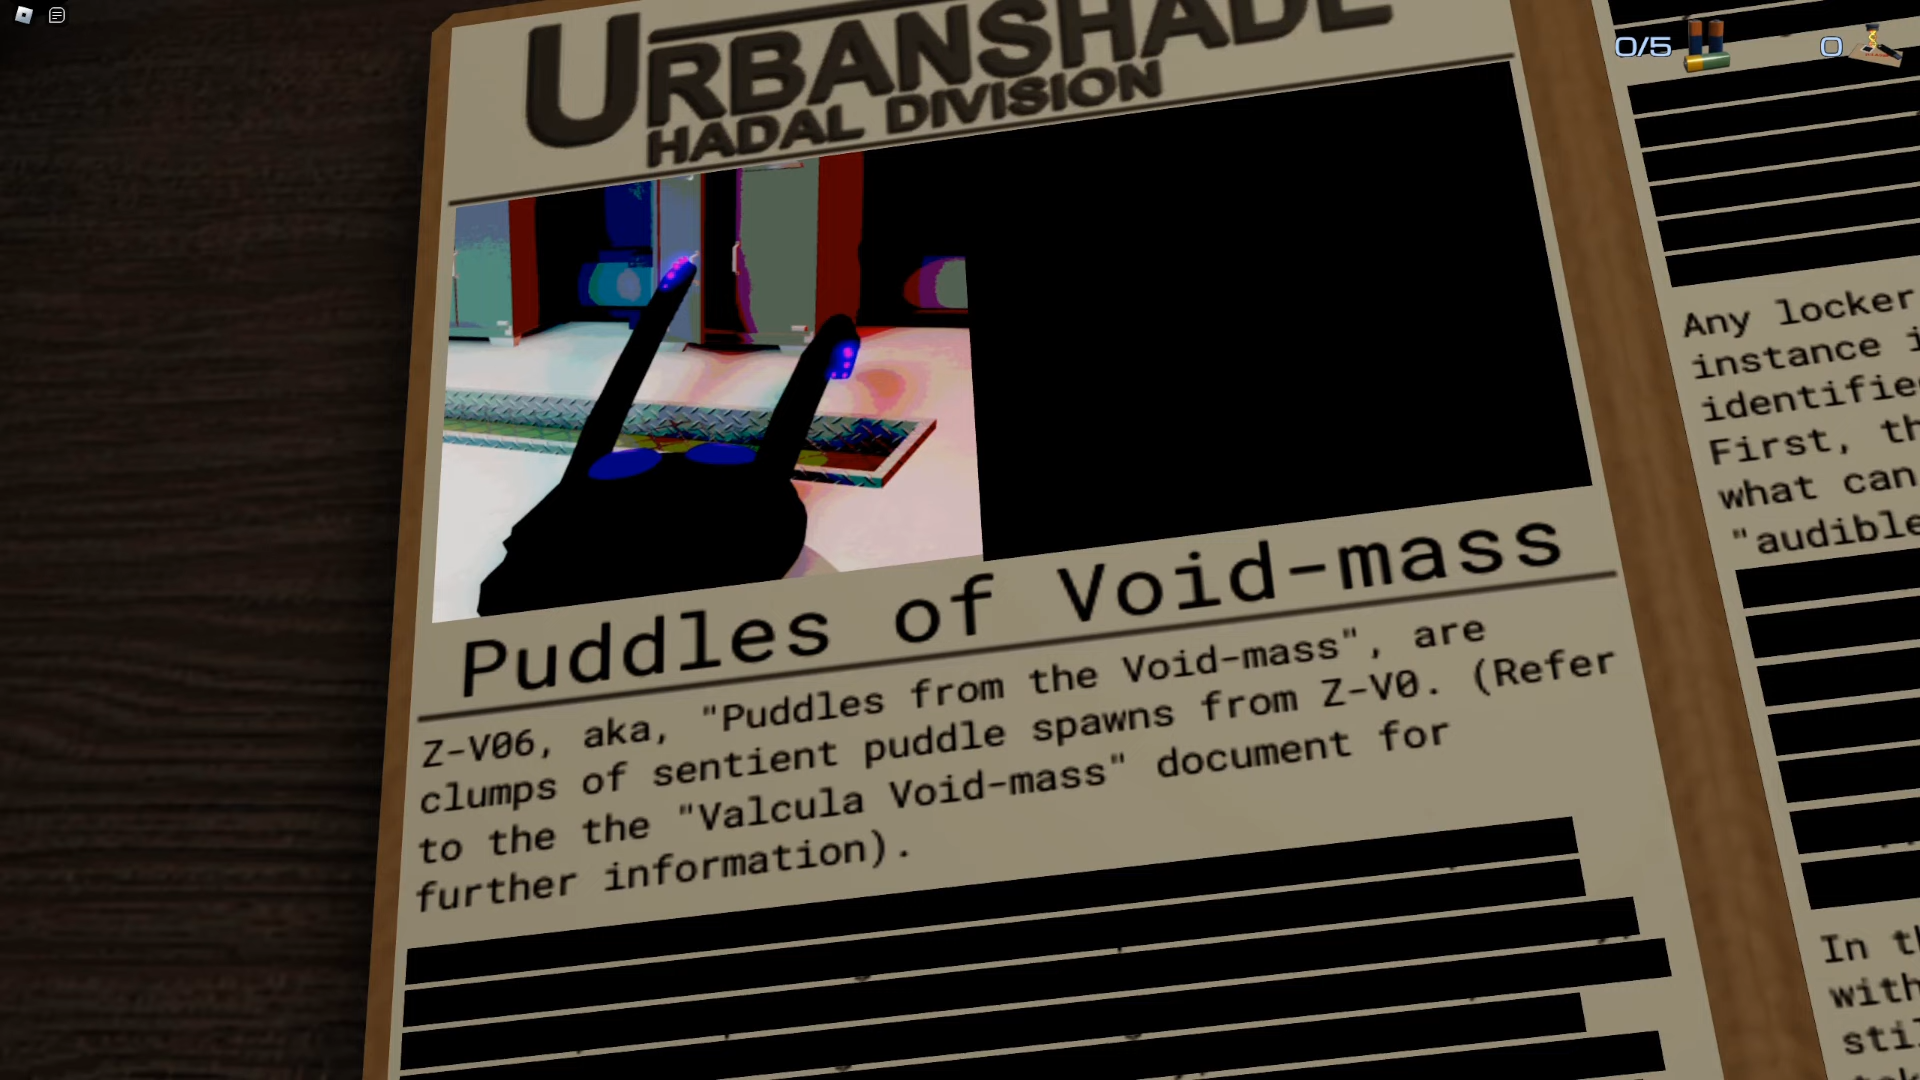 URBANSHADE
HADAL DIVISION
0/5
0
Puddles of Void-mass
Z-V06, aka, "Puddles from the Void-mass", are
clumps of sentient puddle spawns from Z-V0. (Refer
to the the "Valcula Void-mass" document for
further information).
Any locker
instance
First, th
what can
"audible